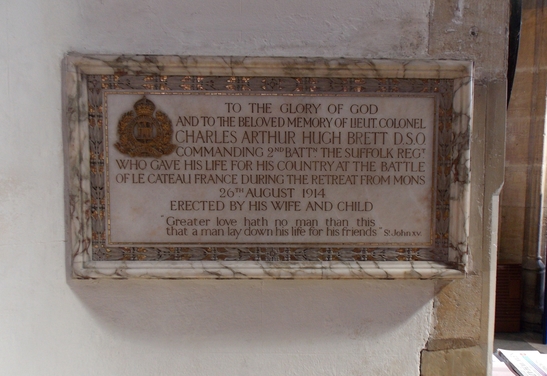 TO THE GLORY OF GOD
AND TO THE BELOVED MEMORY OF LIEUT COLONEL
CHARLES ARTHUR HUGH BRETT D.S.O
COMMANDING 2ND BATTN THE SUFFOLK REGT
WHO GAVE HIS LIFE FOR HIS COUNTRY AT THE BATTLE
OF LE CATEAU FRANCE DURING THE RETREAT FROM MONS
26TH AUGUST 1914
ERECTED BY HIS WIFE AND CHILD
"Greater love hath no man than this
that a man lay down his life for his friends" St John xv.